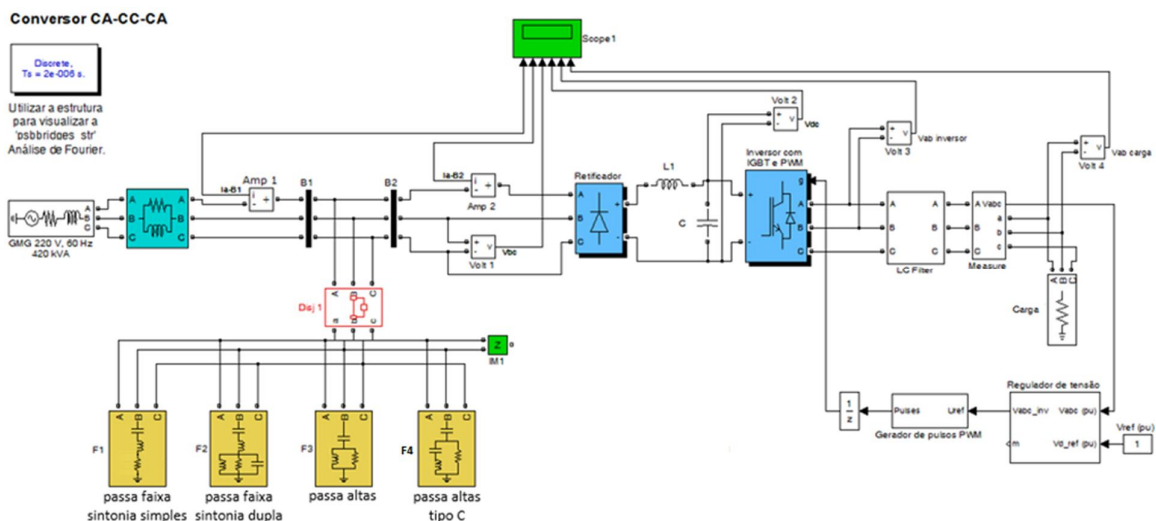 Conversor CA-CC-CA
Discrete,
Ts = 2e-006 s.
Utilizar a estrutura
para visualizar a
'psbbridges_str'
Análise de Fourier.
Scope1
Volt 2
Vdc
Vab inversor
Volt 3
Vab carga
Volt 4
Ia-B1
Amp 1
B1
B2
Ia-B2
Amp 2
Retificador
L1
C
Inversor com
IGBT e PWM
g
A
B
C
GMG 220 V, 60 Hz
420 kVA
Volt 1
Vbc
LC Filter
Vabc
a
b
c
Measure
Carga
Disj 1
Z
IM1
F1
F2
F3
F4
passa faixa
sintonia simples
passa faixa
sintonia dupla
passa altas
passa altas
tipo C
1
z
Pulses
Uref
Gerador de pulsos PWM
Regulador de tensão
Vabc_inv
Vabc (pu)
m
Vd_ref (pu)
Vref (pu)
1